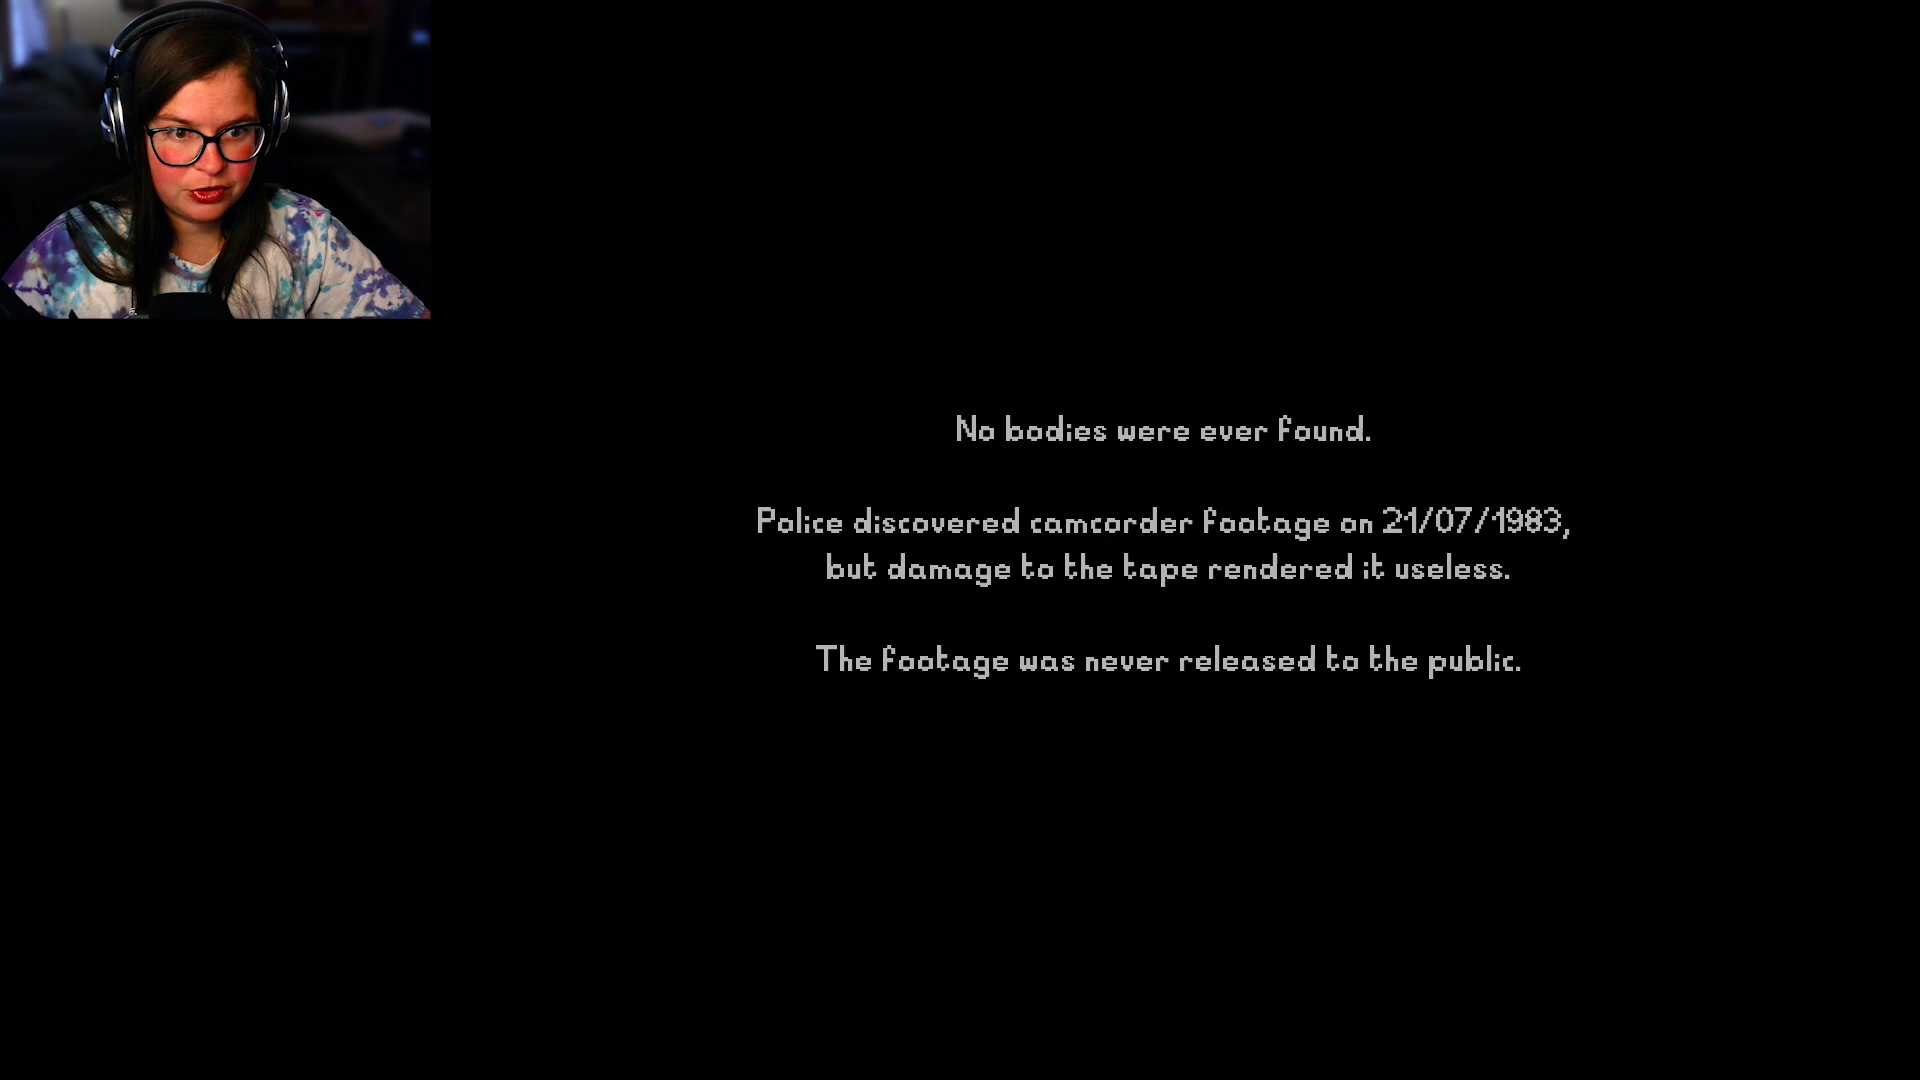 No bodies were ever found.
Police discovered camcorder footage on 21/07/1983,
but damage to the tape rendered it useless.
The footage was never released to the public.